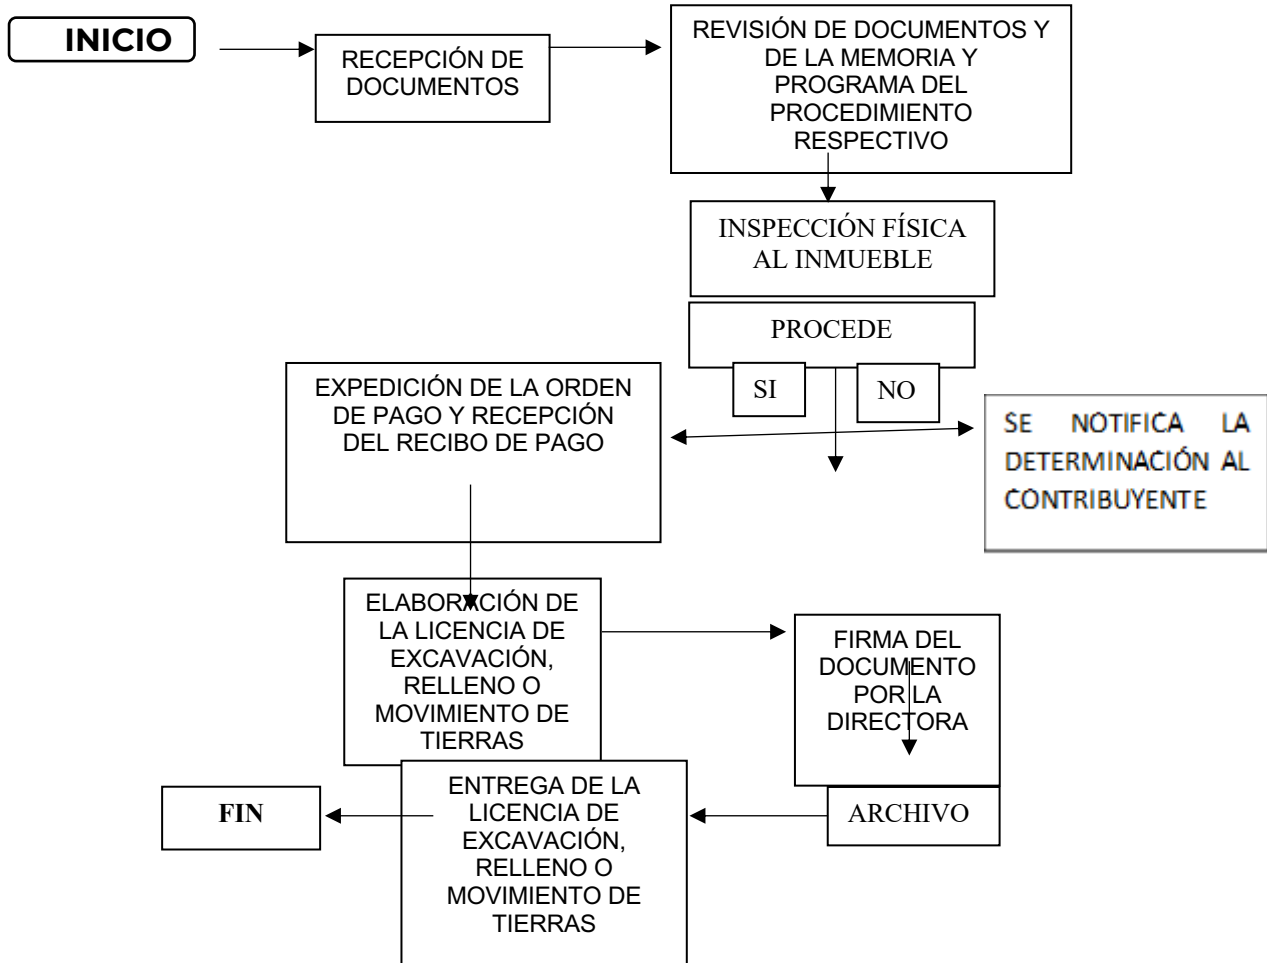 INICIO
RECEPCIÓN DE
DOCUMENTOS
REVISIÓN DE DOCUMENTOS Y
DE LA MEMORIA Y
PROGRAMA DEL
PROCEDIMIENTO
RESPECTIVO
INSPECCIÓN FÍSICA
AL INMUEBLE
PROCEDE
SI
NO
EXPEDICIÓN DE LA ORDEN
DE PAGO Y RECEPCIÓN
DEL RECIBO DE PAGO
SE NOTIFICA LA
DETERMINACIÓN AL
CONTRIBUYENTE
ELABORACIÓN DE
LA LICENCIA DE
EXCAVACIÓN,
RELLENO O
MOVIMIENTO DE
TIERRAS
FIRMA DEL
DOCUMENTO
POR LA
DIRECTORA
ARCHIVO
ENTREGA DE LA
LICENCIA DE
EXCAVACIÓN,
RELLENO O
MOVIMIENTO DE
TIERRAS
FIN